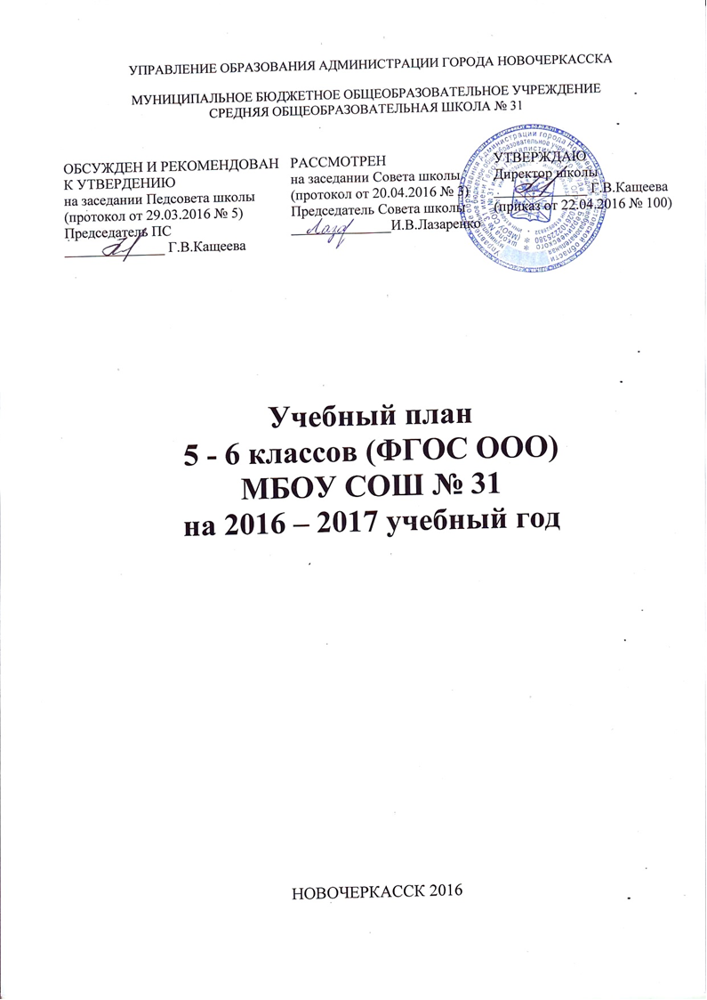 УПРАВЛЕНИЕ ОБРАЗОВАНИЯ АДМИНИСТРАЦИИ ГОРОДА НОВОЧЕРКАССКА
МУНИЦИПАЛЬНОЕ БЮДЖЕТНОЕ ОБЩЕОБРАЗОВАТЕЛЬНОЕ УЧРЕЖДЕНИЕ
СРЕДНЯЯ ОБЩЕОБРАЗОВАТЕЛЬНАЯ ШКОЛА № 31
ОБСУЖДЕН И РЕКОМЕНДОВАН
К УТВЕРДЕНИЮ
на заседании Педсовета школы
(протокол от 29.03.2016 № 5)
Председатель ПС
Г.В.Кащеева
РАССМОТРЕН
на заседании Совета школы
(протокол от 20.04.2016 № 3)
Председатель Совета школы
И.В.Лазаренко
УТВЕРЖДАЮ
Директор школы
Г.В.Кащеева
(приказ от 22.04.2016 № 100)
Учебный план
5 - 6 классов (ФГОС ООО)
МБОУ СОШ № 31
на 2016 – 2017 учебный год
НОВОЧЕРКАССК 2016